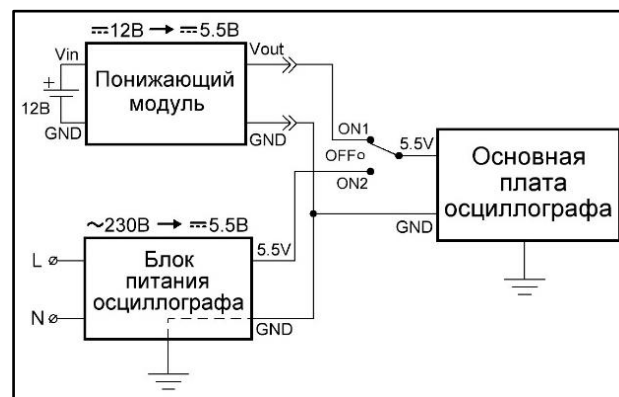 ⎓12В → ⎓5.5В
Vin
Vout
Понижающий
модуль
+
12В
GND
GND
ON1
5.5V
OFF
ON2
Основная
плата
осциллографа
GND
~230В → ⎓5.5В
5.5V
L
Блок
питания
осциллографа
N
GND